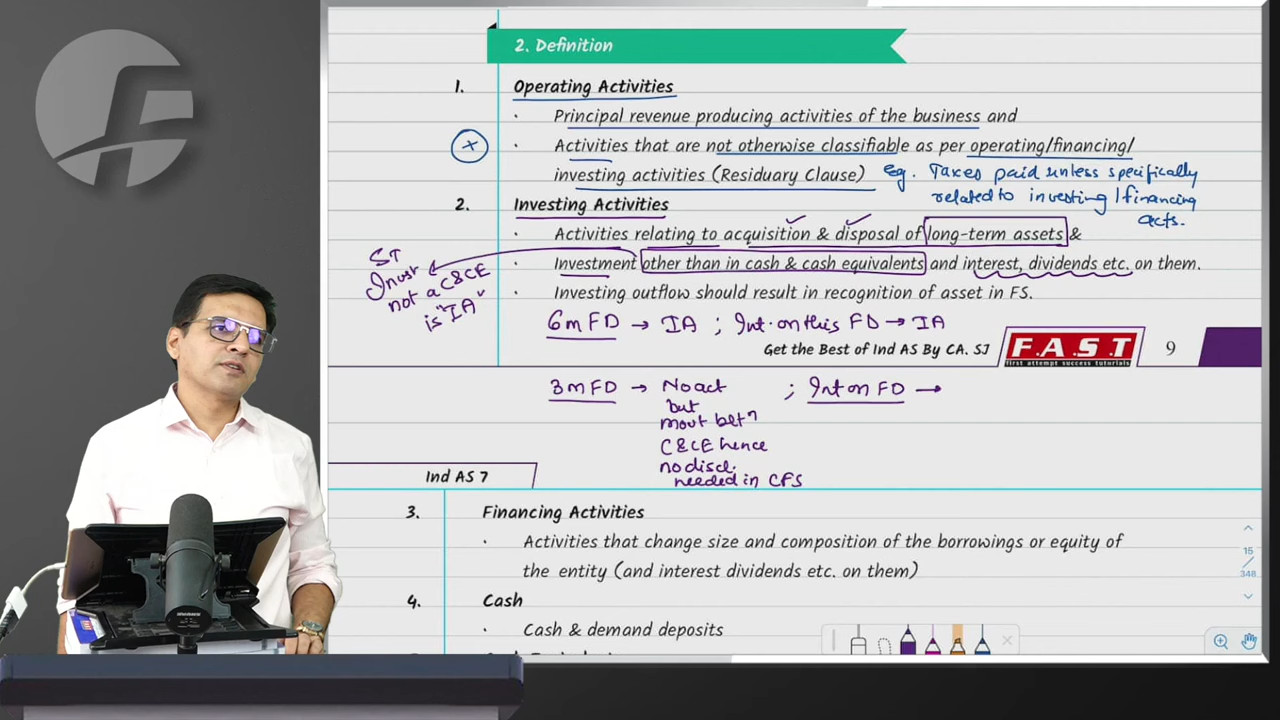 2. Definition
1. Operating Activities
· Principal revenue producing activities of the business and
· Activities that are not otherwise classifiable as per operating/financing/
investing activities (Residuary Clause) eg. Taxes paid unless specifically
related to investing/financing
acts.
2. Investing Activities
· Activities relating to acquisition & disposal of long-term assets &
· Investment other than in cash & cash equivalents and interest, dividends etc. on them.
ST
Invst
not a C&CE
is "IA"
· Investing outflow should result in recognition of asset in FS.
6m FD → IA ; Int. on this FD → IA
Get the Best of Ind AS By CA. SJ
F.A.S.T
first attempt success tutorials
9
3m FD → No act ; Int on FD →
but
movt betn
C&CE hence
no discl.
needed in CFS
Ind AS 7
3. Financing Activities
· Activities that change size and composition of the borrowings or equity of
the entity (and interest dividends etc. on them)
4. Cash
· Cash & demand deposits
15
/
348